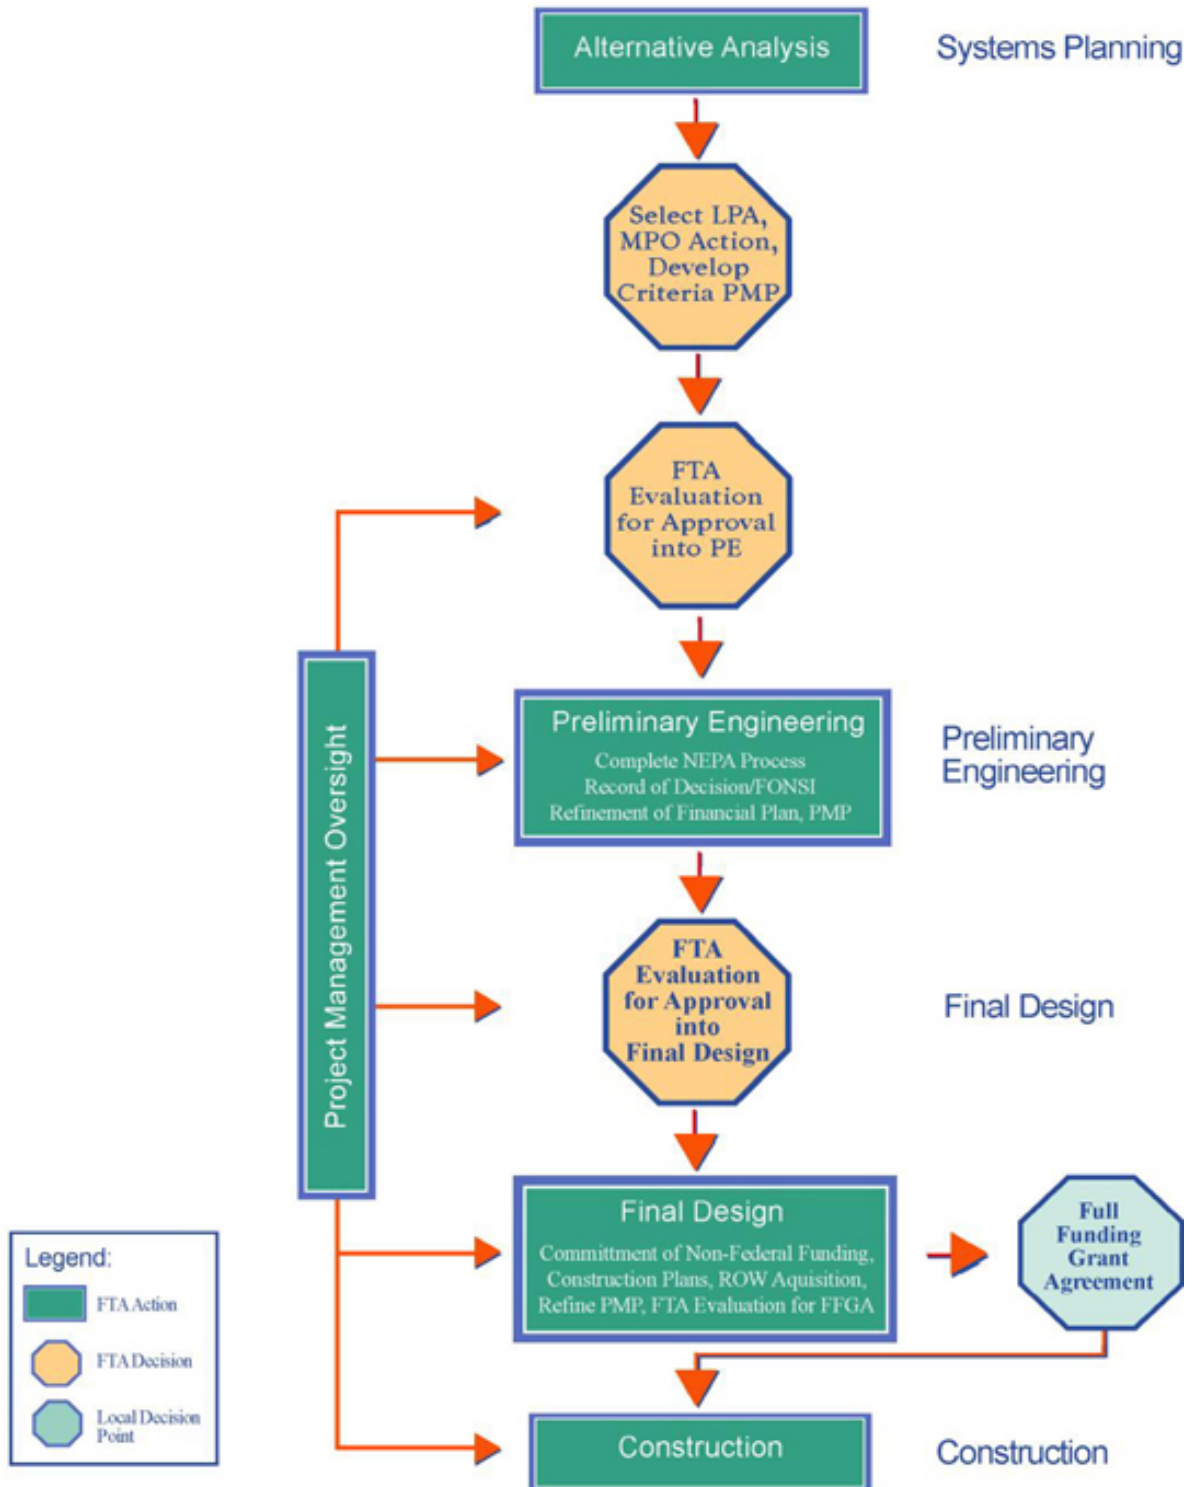 Alternative Analysis
Systems Planning
Select LPA,
MPO Action,
Develop
Criteria PMP
FTA
Evaluation
for Approval
into PE
Project Management Oversight
Preliminary Engineering
Complete NEPA Process
Record of Decision/FONSI
Refinement of Financial Plan, PMP
Preliminary
Engineering
FTA
Evaluation
for Approval
into
Final Design
Final Design
Final Design
Committment of Non-Federal Funding,
Construction Plans, ROW Aquisition,
Refine PMP, FTA Evaluation for FFGA
Full
Funding
Grant
Agreement
Legend:
FTA Action
FTA Decision
Local Decision
Point
Construction
Construction